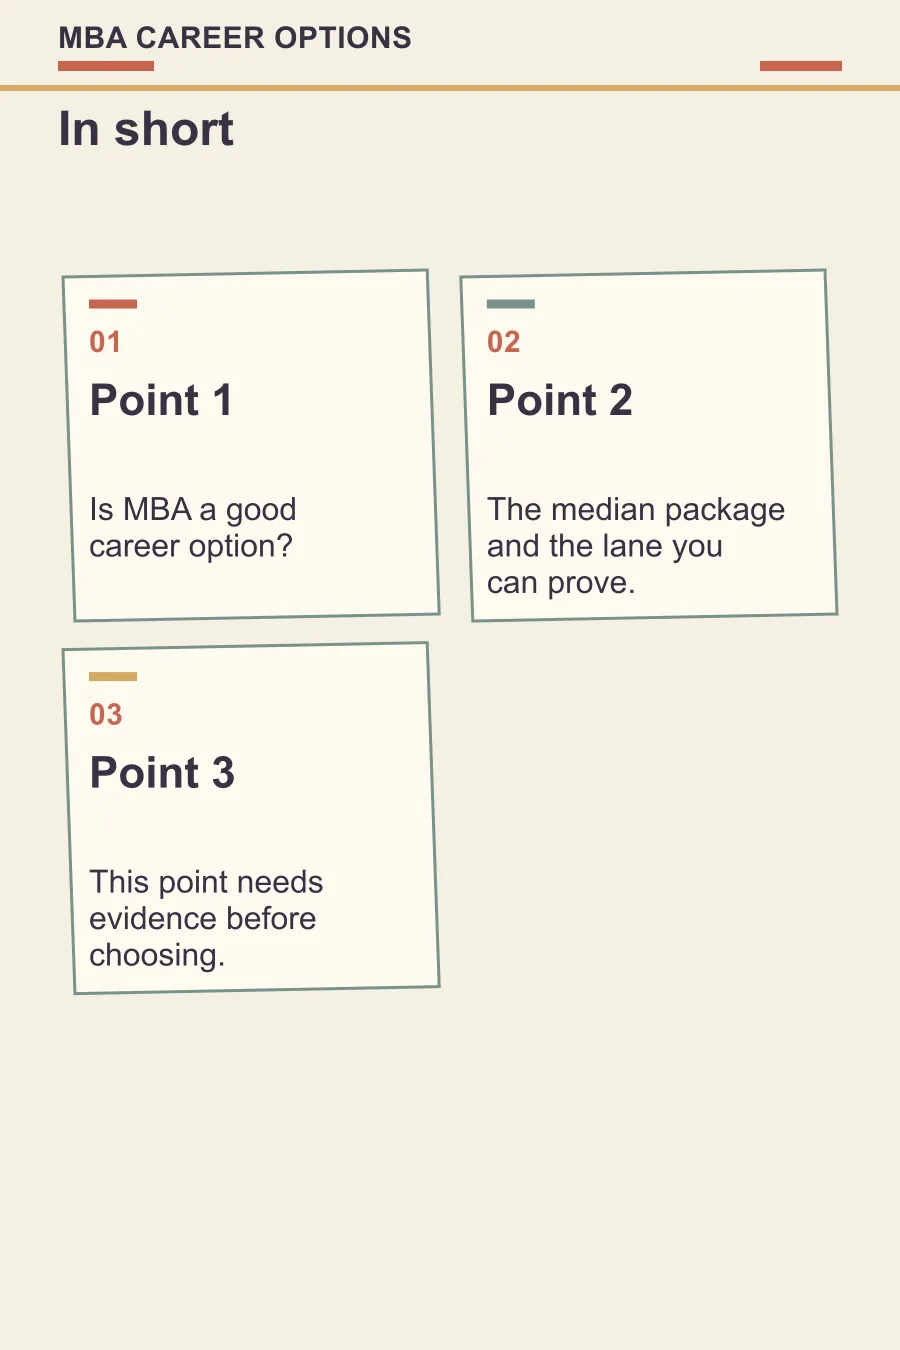 MBA CAREER OPTIONS
In short
01
Point 1
Is MBA a good
career option?
02
Point 2
The median package
and the lane you
can prove.
03
Point 3
This point needs
evidence before
choosing.